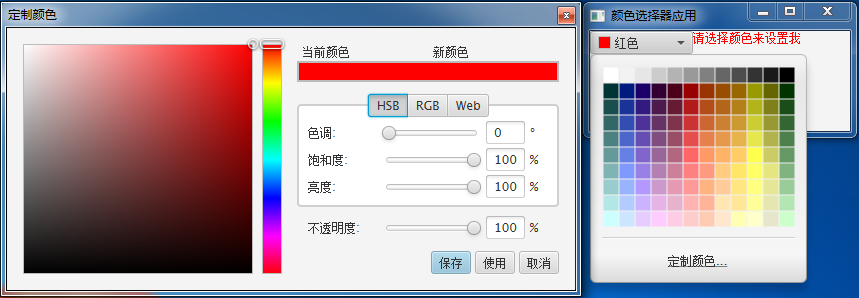 定制颜色
当前颜色 新颜色
HSB RGB Web
色调: 0 °
饱和度: 100 %
亮度: 100 %
不透明度: 100 %
保存 使用 取消
颜色选择器应用
红色 请选择颜色来设置我
定制颜色...